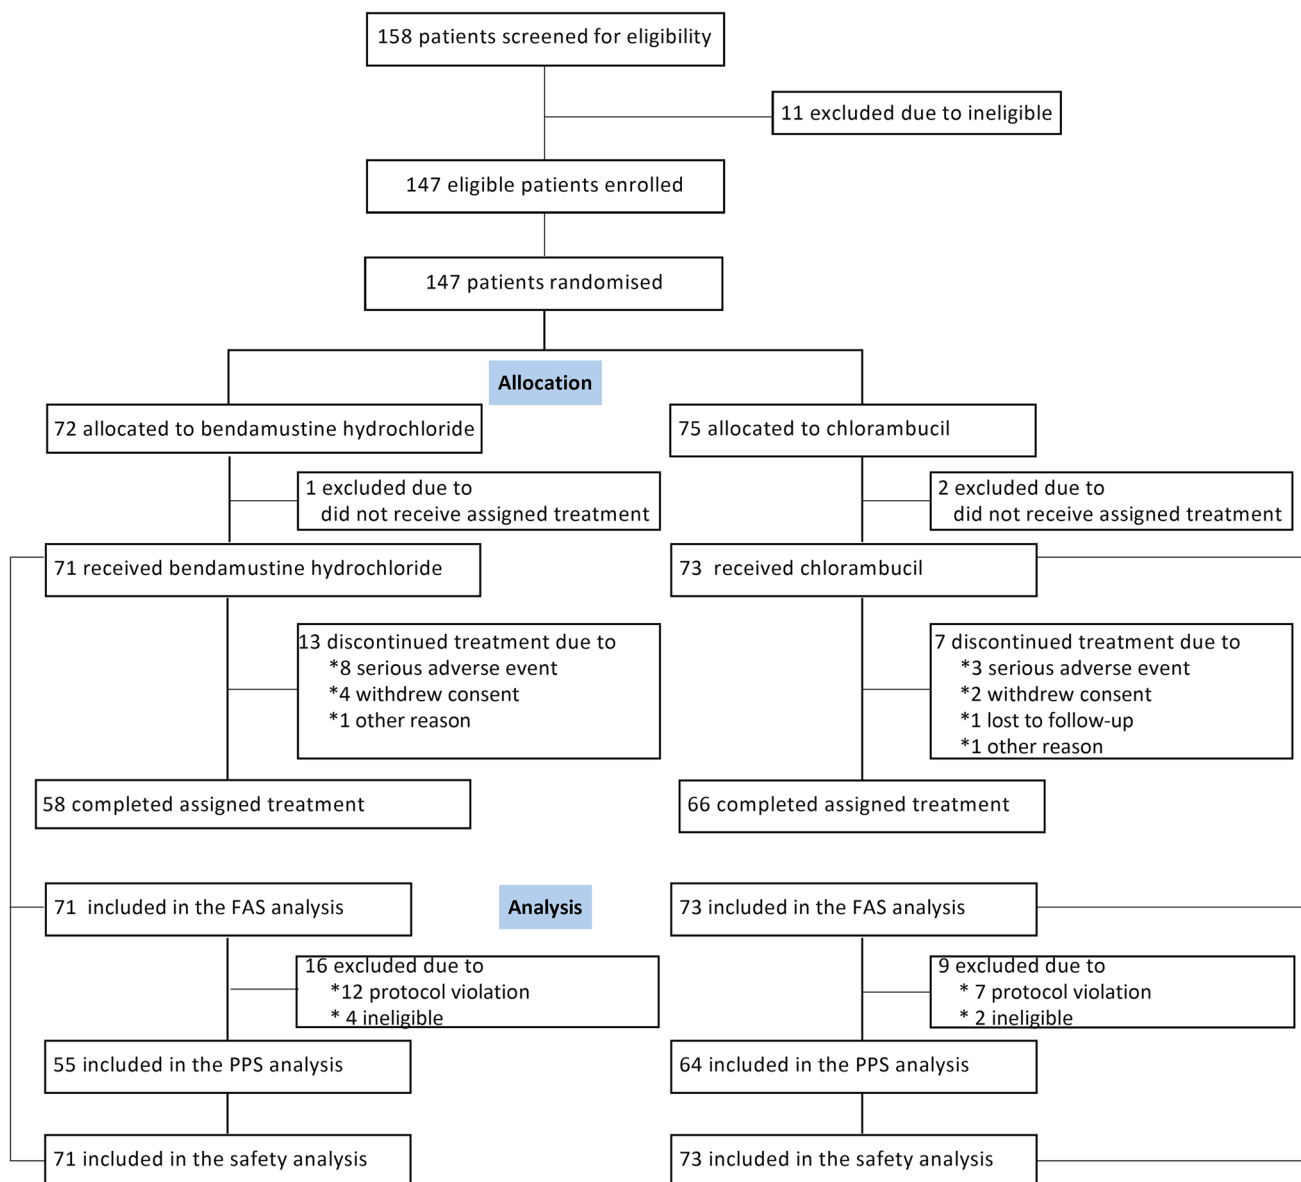 158 patients screened for eligibility
11 excluded due to ineligible
147 eligible patients enrolled
147 patients randomised
Allocation
72 allocated to bendamustine hydrochloride
75 allocated to chlorambucil
1 excluded due to
did not receive assigned treatment
2 excluded due to
did not receive assigned treatment
71 received bendamustine hydrochloride
73 received chlorambucil
13 discontinued treatment due to
*8 serious adverse event
*4 withdrew consent
*1 other reason
7 discontinued treatment due to
*3 serious adverse event
*2 withdrew consent
*1 lost to follow-up
*1 other reason
58 completed assigned treatment
66 completed assigned treatment
71 included in the FAS analysis
Analysis
73 included in the FAS analysis
16 excluded due to
*12 protocol violation
* 4 ineligible
9 excluded due to
* 7 protocol violation
* 2 ineligible
55 included in the PPS analysis
64 included in the PPS analysis
71 included in the safety analysis
73 included in the safety analysis